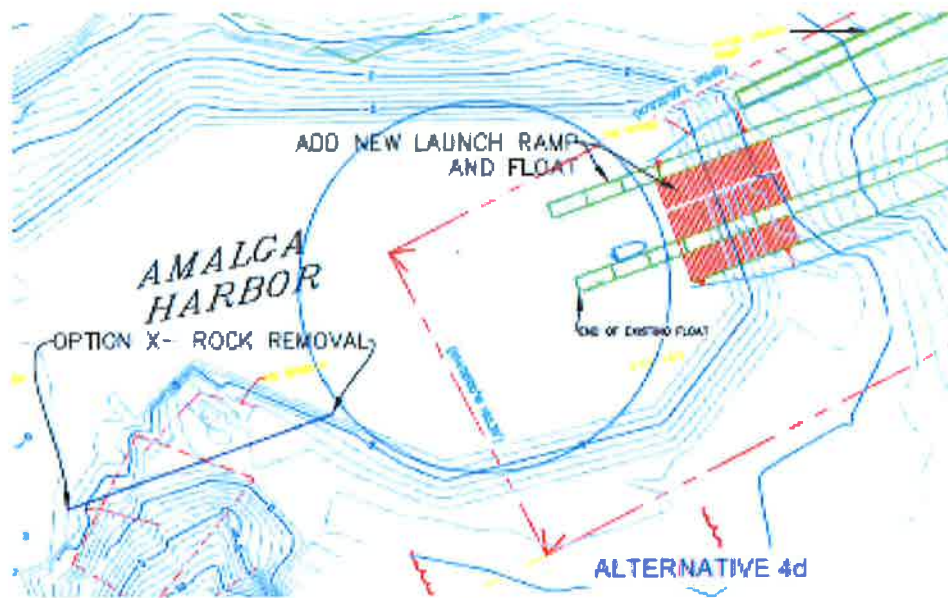 ADD NEW LAUNCH RAMP
AND FLOAT
AMALGA
HARBOR
OPTION X- ROCK REMOVAL
END OF EXISTING FLOAT
ALTERNATIVE 4d